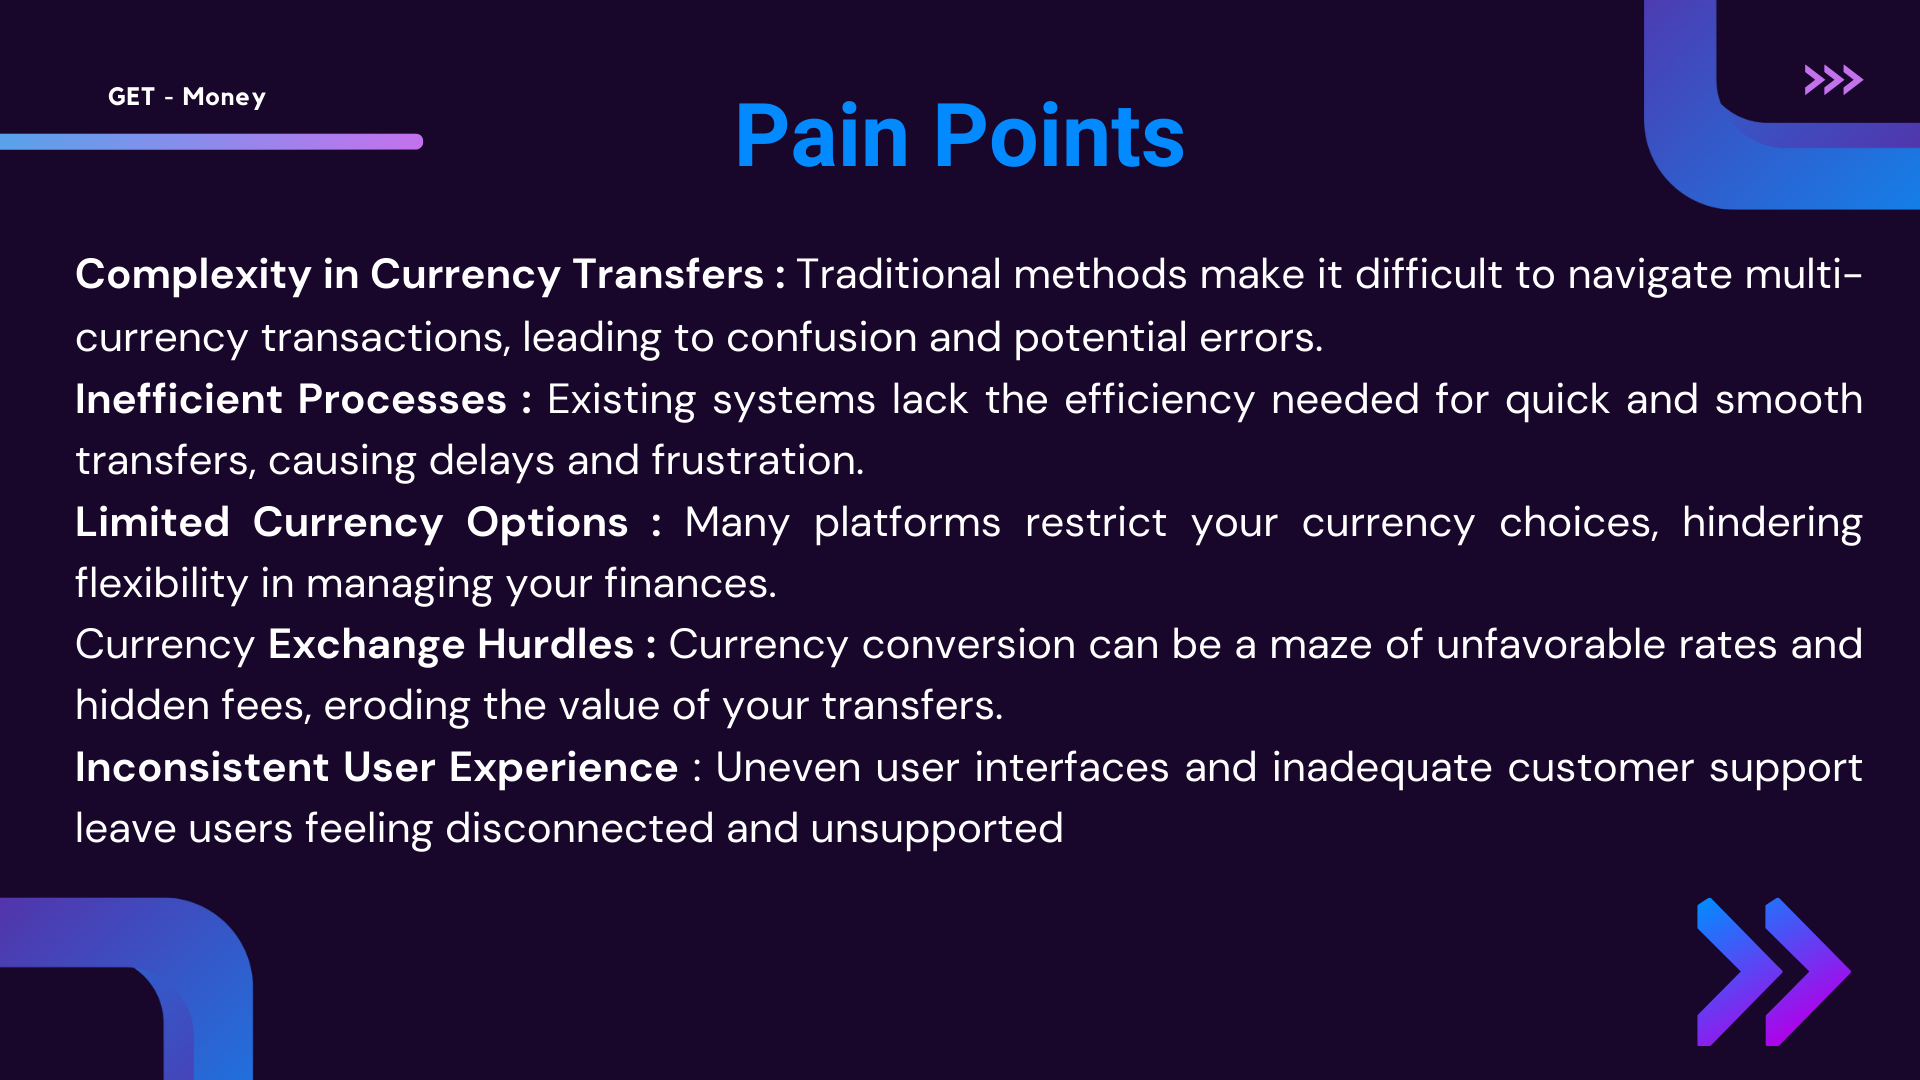 GET - Money
Pain Points
Complexity in Currency Transfers : Traditional methods make it difficult to navigate multi-
currency transactions, leading to confusion and potential errors.
Inefficient Processes : Existing systems lack the efficiency needed for quick and smooth
transfers, causing delays and frustration.
Limited Currency Options : Many platforms restrict your currency choices, hindering
flexibility in managing your finances.
Currency Exchange Hurdles : Currency conversion can be a maze of unfavorable rates and
hidden fees, eroding the value of your transfers.
Inconsistent User Experience : Uneven user interfaces and inadequate customer support
leave users feeling disconnected and unsupported